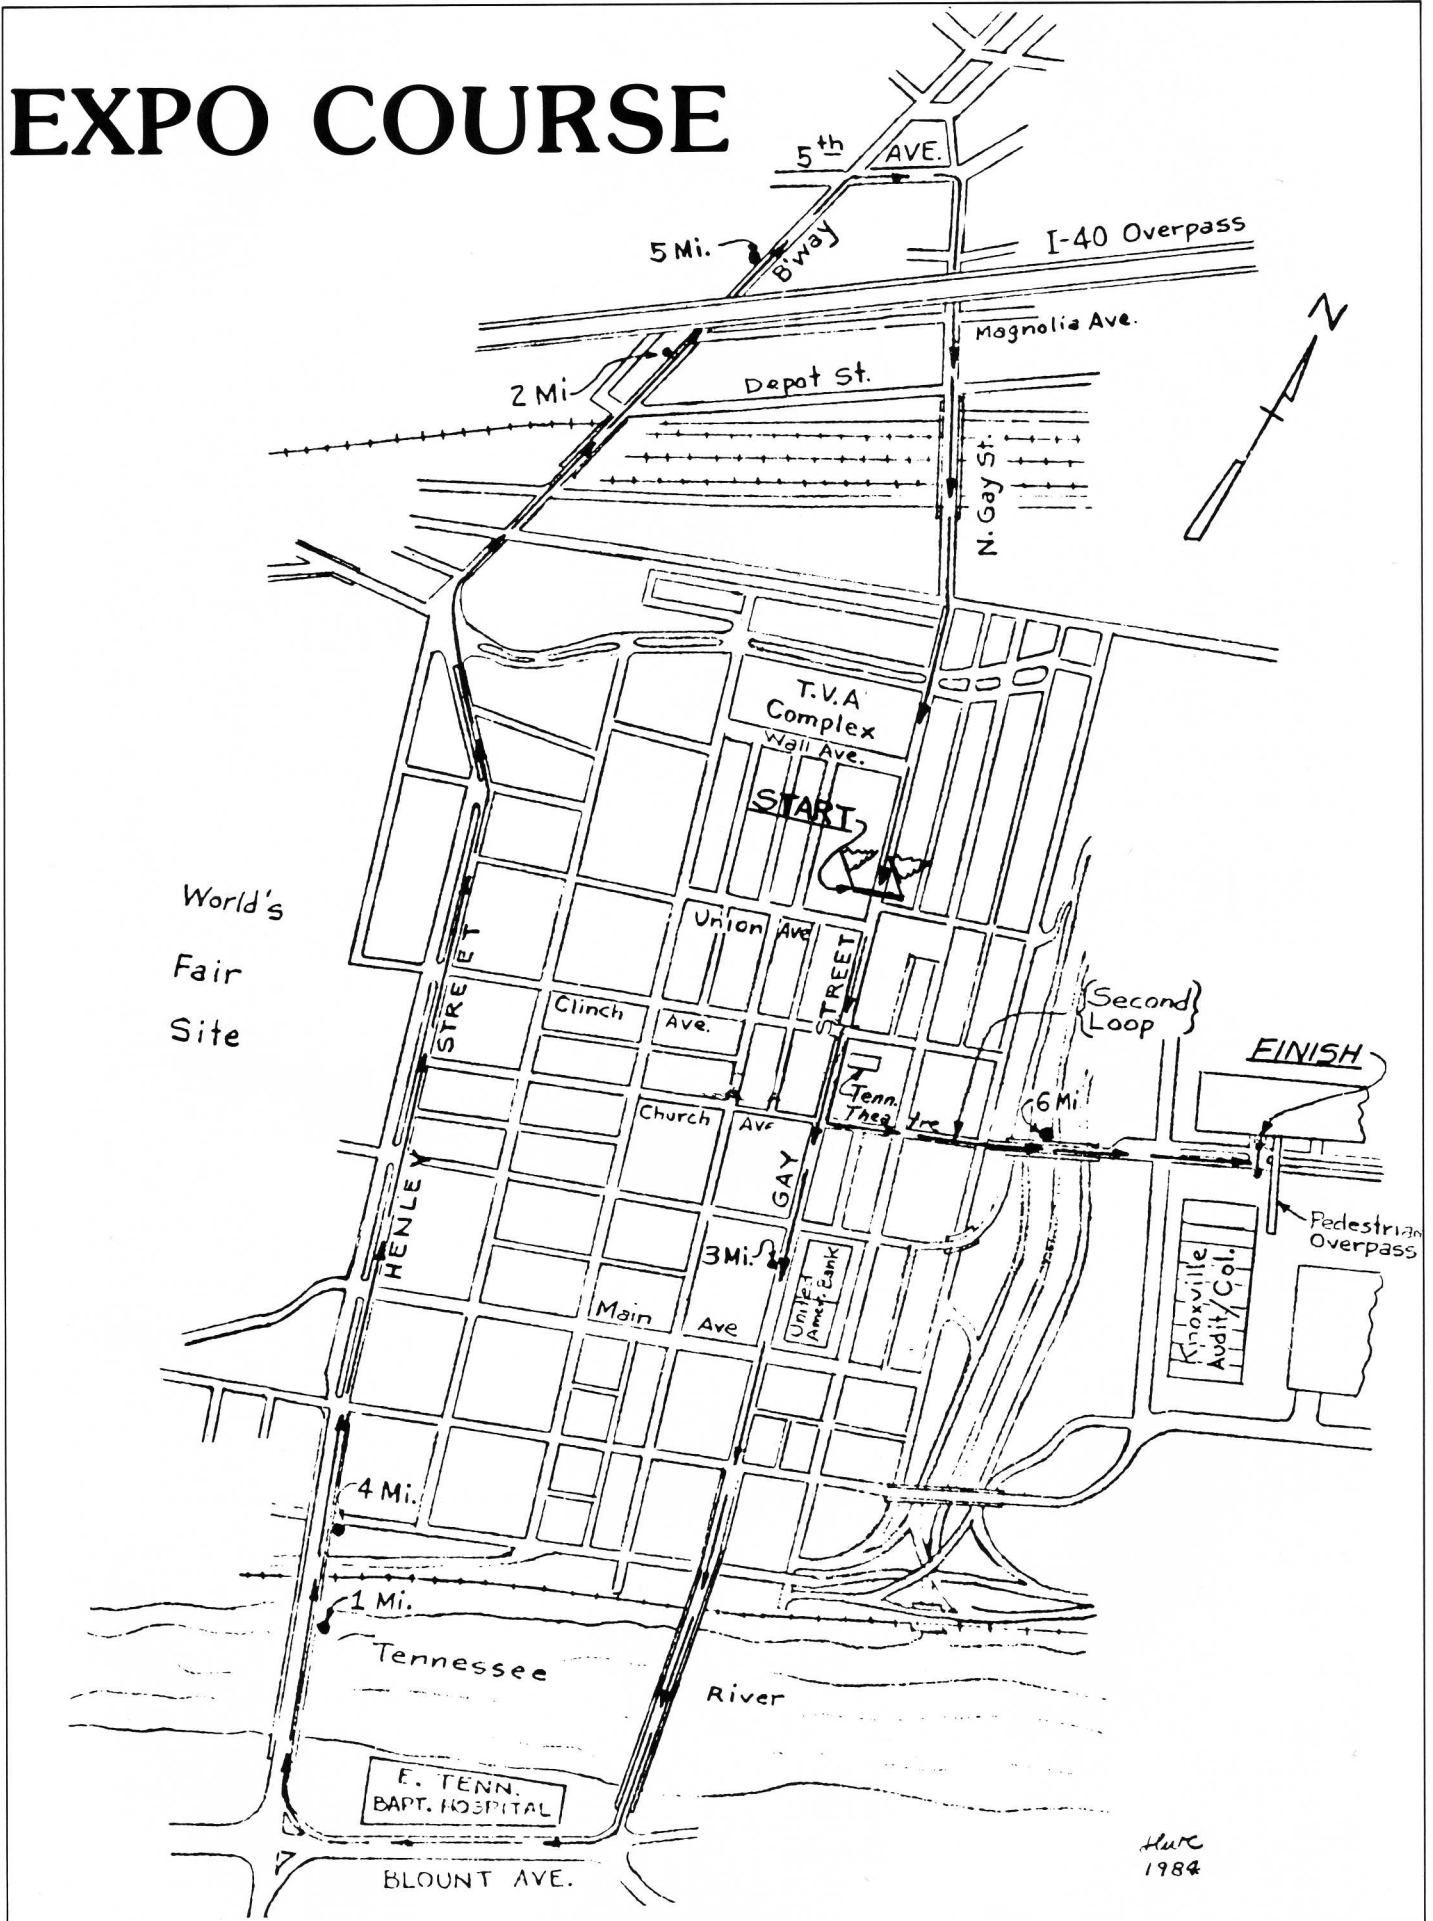 EXPO COURSE
5th AVE.
5 Mi.
B'way
I-40 Overpass
N
Magnolia Ave.
2 Mi
Depot St.
N. Gay St.
T.V.A
Complex
Wall Ave.
START
World's
Fair
Site
Union Ave
HENLEY STREET
GAY STREET
Clinch Ave.
{Second}
{Loop}
FINISH
Tenn.
Theatre
Church Ave
6 Mi
3 Mi.
United
Amer. Bank
Pedestrian
Overpass
Knoxville
Audit/Col.
Main Ave
4 Mi.
1 Mi.
Tennessee River
E. TENN.
BAPT. HOSPITAL
BLOUNT AVE.
1984